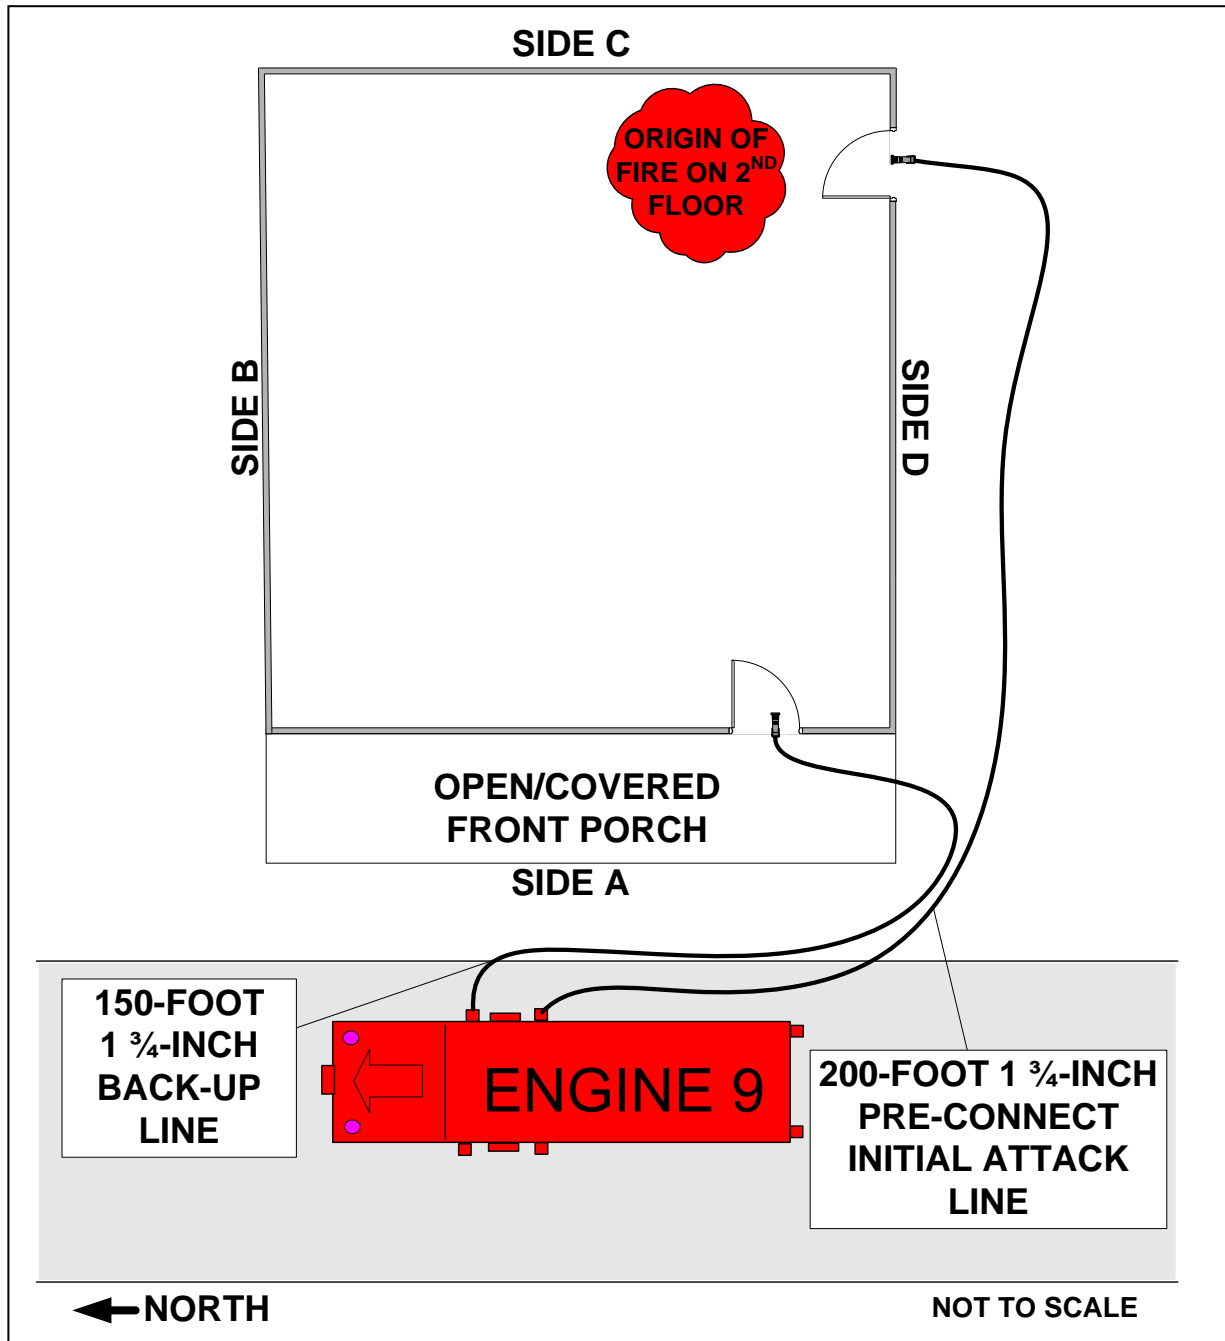 SIDE C
ORIGIN OF
FIRE ON 2ND
FLOOR
SIDE B
SIDE D
OPEN/COVERED
FRONT PORCH
SIDE A
150-FOOT
1 ¾-INCH
BACK-UP
LINE
ENGINE 9
200-FOOT 1 ¾-INCH
PRE-CONNECT
INITIAL ATTACK
LINE
NORTH
NOT TO SCALE